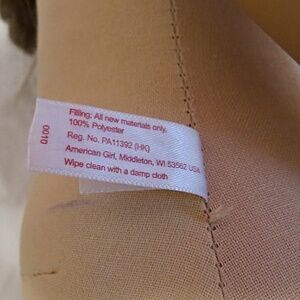 Filling: All new materials only.
100% Polyester
Reg. No. PA11392 (HK)
American Girl, Middleton, WI 53562 USA
Wipe clean with a damp cloth
0010